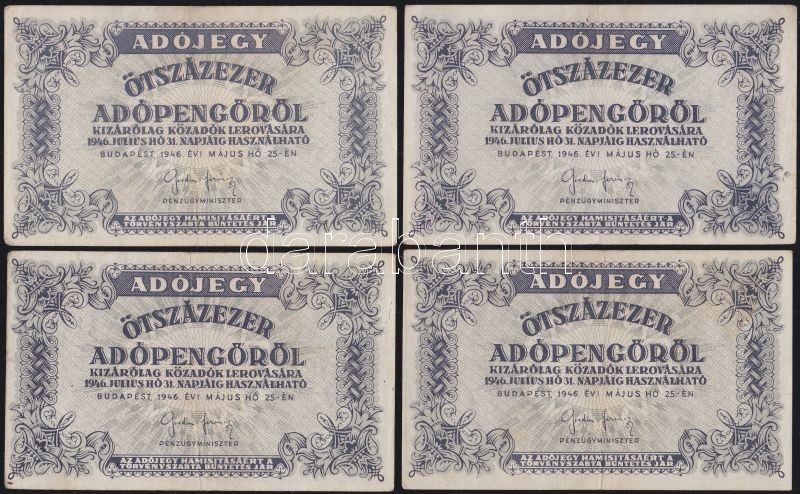 ADÓJEGY
ÖTSZÁZEZER
ADÓPENGŐRŐL
KIZÁRÓLAG KÖZADÓK LEROVÁSÁRA
1946. JULIUS HÓ 31. NAPJÁIG HASZNÁLHATÓ
BUDAPEST, 1946. ÉVI MÁJUS HÓ 25.-ÉN
PÉNZÜGYMINISZTER
AZ ADÓJEGY HAMISITÁSÁÉRT A
TÖRVÉNYSZABTA BÜNTETÉS JÁR
ADÓJEGY
ÖTSZÁZEZER
ADÓPENGŐRŐL
KIZÁRÓLAG KÖZADÓK LEROVÁSÁRA
1946. JULIUS HÓ 31. NAPJÁIG HASZNÁLHATÓ
BUDAPEST, 1946. ÉVI MÁJUS HÓ 25.-ÉN
PÉNZÜGYMINISZTER
AZ ADÓJEGY HAMISITÁSÁÉRT A
TÖRVÉNYSZABTA BÜNTETÉS JÁR
darabanth
ADÓJEGY
ÖTSZÁZEZER
ADÓPENGŐRŐL
KIZÁRÓLAG KÖZADÓK LEROVÁSÁRA
1946. JULIUS HÓ 31. NAPJÁIG HASZNÁLHATÓ
BUDAPEST, 1946. ÉVI MÁJUS HÓ 25.-ÉN
PÉNZÜGYMINISZTER
AZ ADÓJEGY HAMISITÁSÁÉRT A
TÖRVÉNYSZABTA BÜNTETÉS JÁR
ADÓJEGY
ÖTSZÁZEZER
ADÓPENGŐRŐL
KIZÁRÓLAG KÖZADÓK LEROVÁSÁRA
1946. JULIUS HÓ 31. NAPJÁIG HASZNÁLHATÓ
BUDAPEST, 1946. ÉVI MÁJUS HÓ 25.-ÉN
PÉNZÜGYMINISZTER
AZ ADÓJEGY HAMISITÁSÁÉRT A
TÖRVÉNYSZABTA BÜNTETÉS JÁR